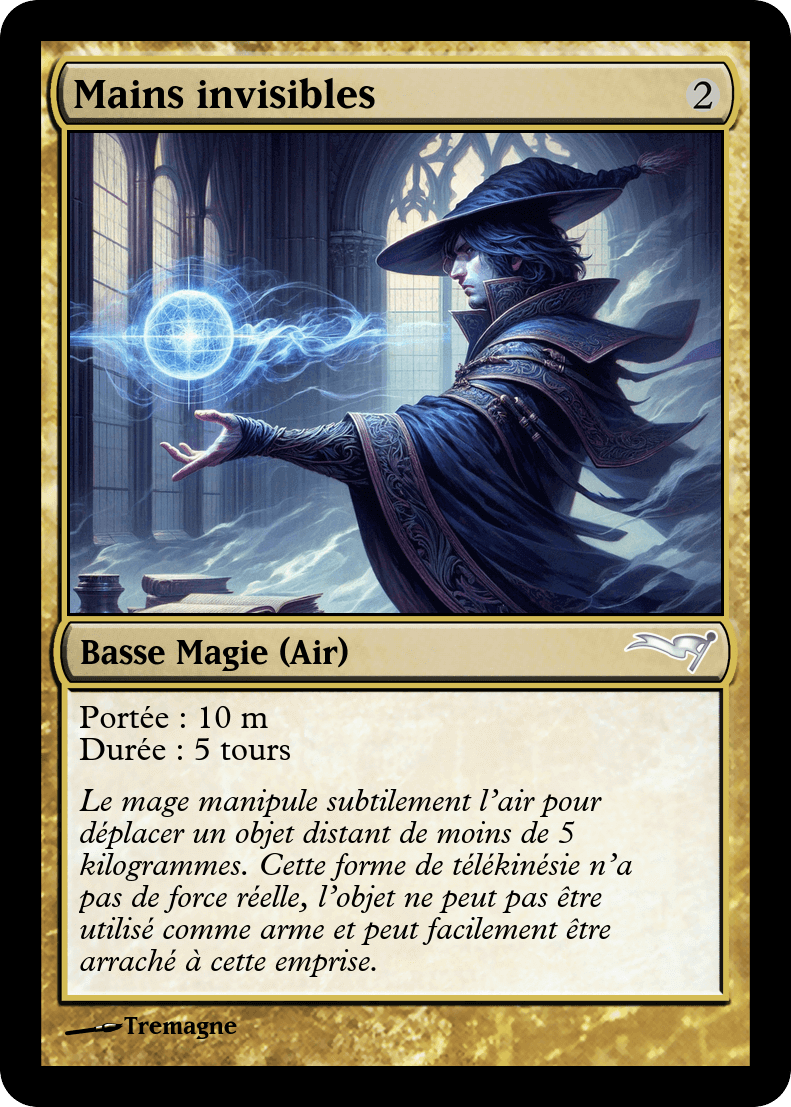 Mains invisibles 2
Basse Magie (Air)
Portée : 10 m
Durée : 5 tours
Le mage manipule subtilement l'air pour
déplacer un objet distant de moins de 5
kilogrammes. Cette forme de télékinésie n'a
pas de force réelle, l'objet ne peut pas être
utilisé comme arme et peut facilement être
arraché à cette emprise.
Tremagne